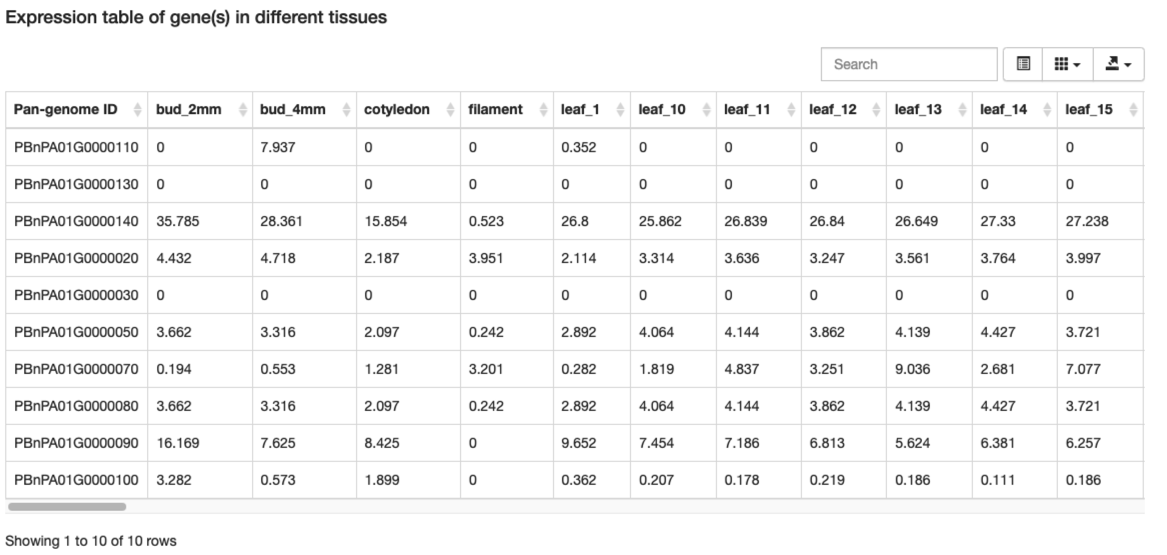 Expression table of gene(s) in different tissues
Search
Pan-genome ID bud_2mm bud_4mm cotyledon filament leaf_1 leaf_10 leaf_11 leaf_12 leaf_13 leaf_14 leaf_15
PBnPA01G0000110 0 7.937 0 0 0.352 0 0 0 0 0 0
PBnPA01G0000130 0 0 0 0 0 0 0 0 0 0 0
PBnPA01G0000140 35.785 28.361 15.854 0.523 26.8 25.862 26.839 26.84 26.649 27.33 27.238
PBnPA01G0000020 4.432 4.718 2.187 3.951 2.114 3.314 3.636 3.247 3.561 3.764 3.997
PBnPA01G0000030 0 0 0 0 0 0 0 0 0 0 0
PBnPA01G0000050 3.662 3.316 2.097 0.242 2.892 4.064 4.144 3.862 4.139 4.427 3.721
PBnPA01G0000070 0.194 0.553 1.281 3.201 0.282 1.819 4.837 3.251 9.036 2.681 7.077
PBnPA01G0000080 3.662 3.316 2.097 0.242 2.892 4.064 4.144 3.862 4.139 4.427 3.721
PBnPA01G0000090 16.169 7.625 8.425 0 9.652 7.454 7.186 6.813 5.624 6.381 6.257
PBnPA01G0000100 3.282 0.573 1.899 0 0.362 0.207 0.178 0.219 0.186 0.111 0.186
Showing 1 to 10 of 10 rows